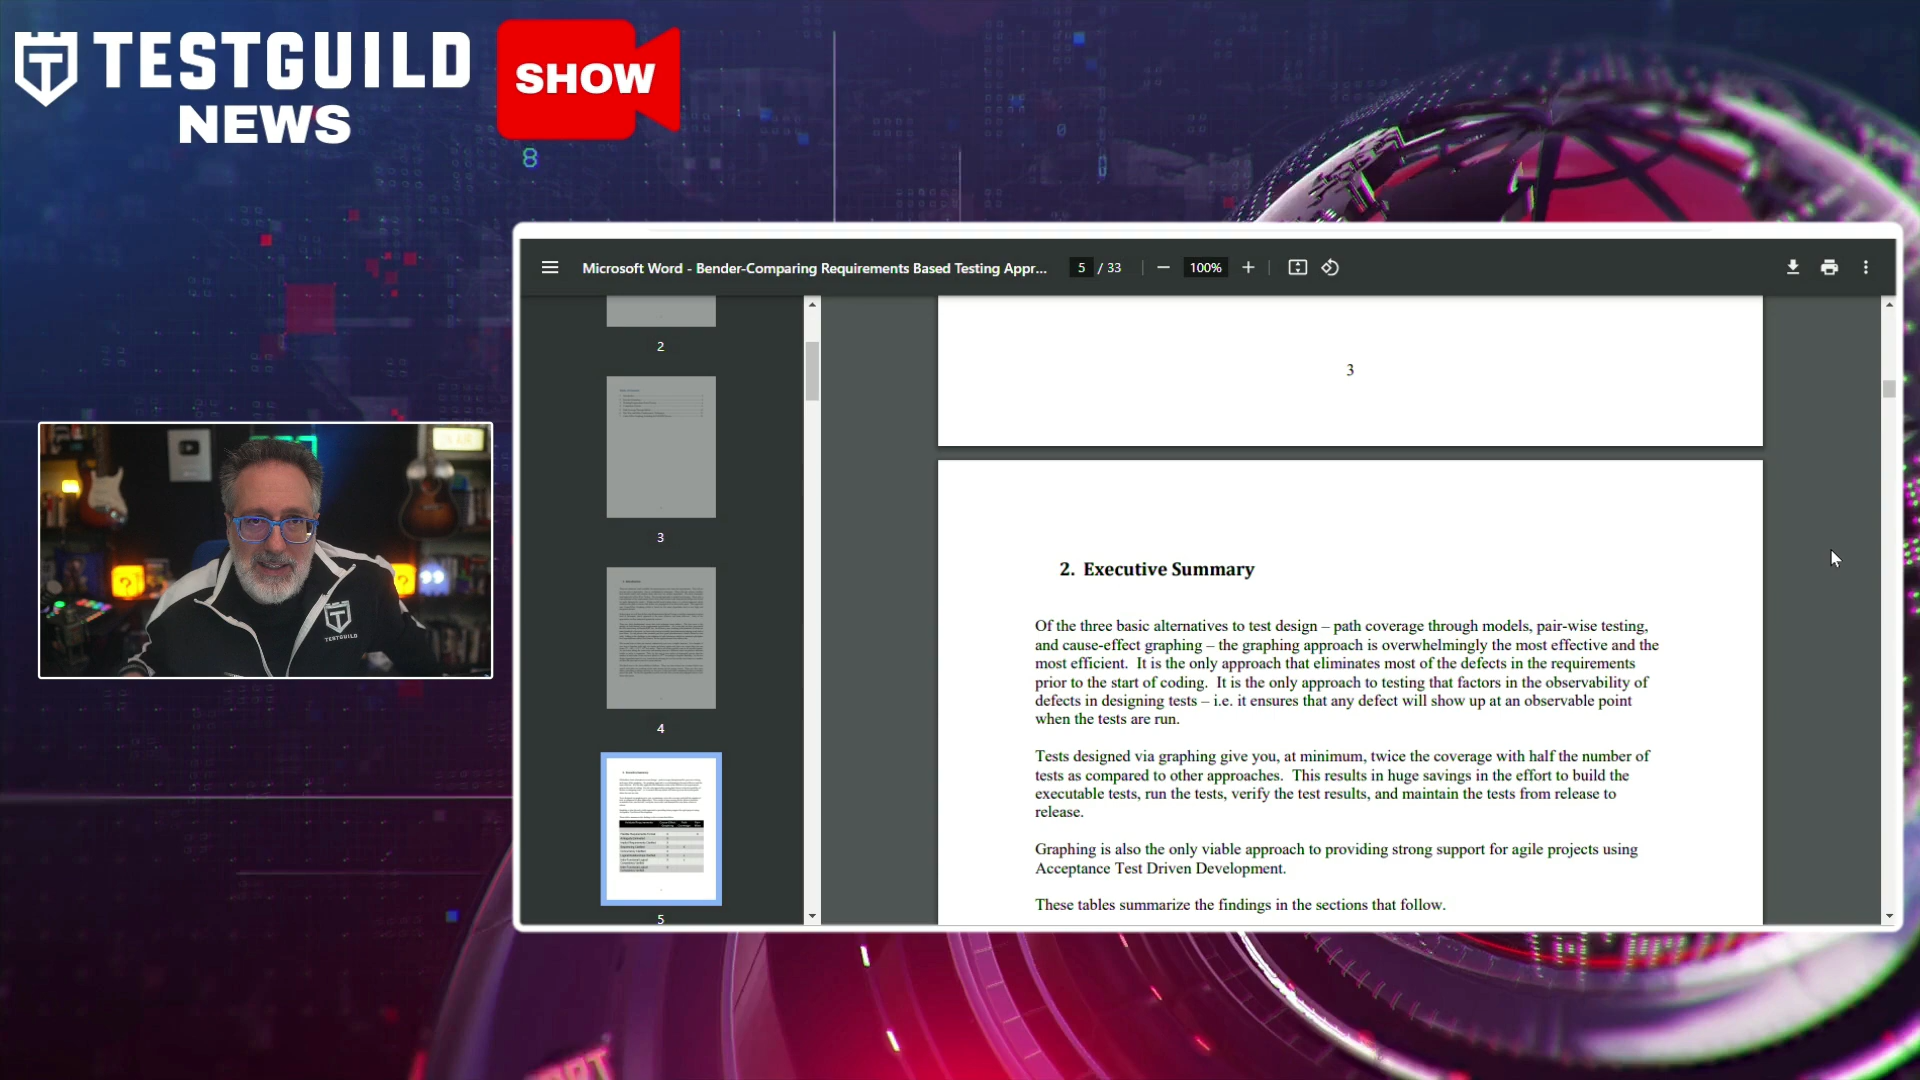 TESTGUILD
NEWS
SHOW
Microsoft Word - Bender-Comparing Requirements Based Testing Appr...
5 / 33
100%
2
3
4
5
3
2. Executive Summary
Of the three basic alternatives to test design – path coverage through models, pair-wise testing,
and cause-effect graphing – the graphing approach is overwhelmingly the most effective and the
most efficient. It is the only approach that eliminates most of the defects in the requirements
prior to the start of coding. It is the only approach to testing that factors in the observability of
defects in designing tests – i.e. it ensures that any defect will show up at an observable point
when the tests are run.
Tests designed via graphing give you, at minimum, twice the coverage with half the number of
tests as compared to other approaches. This results in huge savings in the effort to build the
executable tests, run the tests, verify the test results, and maintain the tests from release to
release.
Graphing is also the only viable approach to providing strong support for agile projects using
Acceptance Test Driven Development.
These tables summarize the findings in the sections that follow.
TESTGUILD